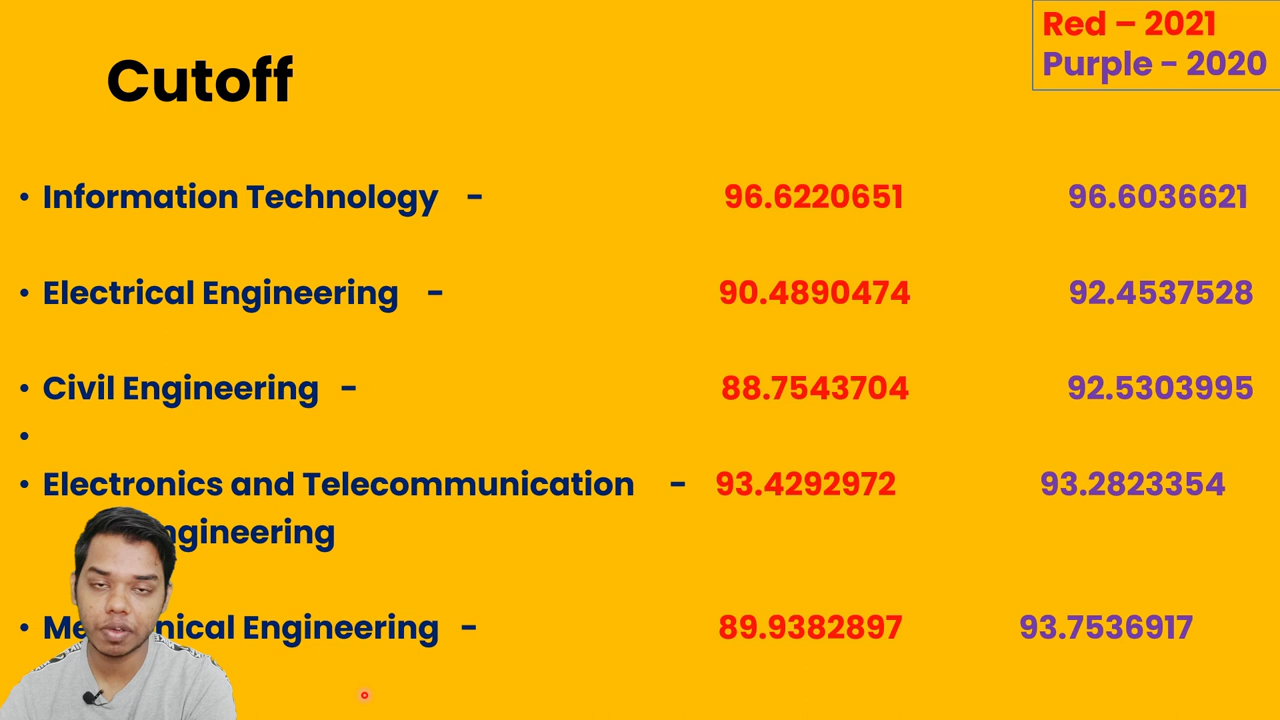 Red – 2021
Purple - 2020
Cutoff
• Information Technology - 96.6220651 96.6036621
• Electrical Engineering - 90.4890474 92.4537528
• Civil Engineering - 88.7543704 92.5303995
•
• Electronics and Telecommunication - 93.4292972 93.2823354
ngineering
• Me nical Engineering - 89.9382897 93.7536917